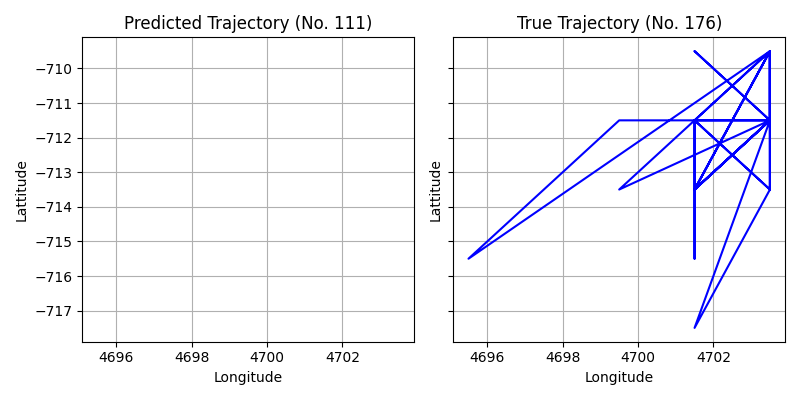 Predicted Trajectory (No. 111)
True Trajectory (No. 176)
−710
−711
−712
−713
−714
−715
−716
−717
Lattitude
Lattitude
4696
4698
4700
4702
4696
4698
4700
4702
Longitude
Longitude